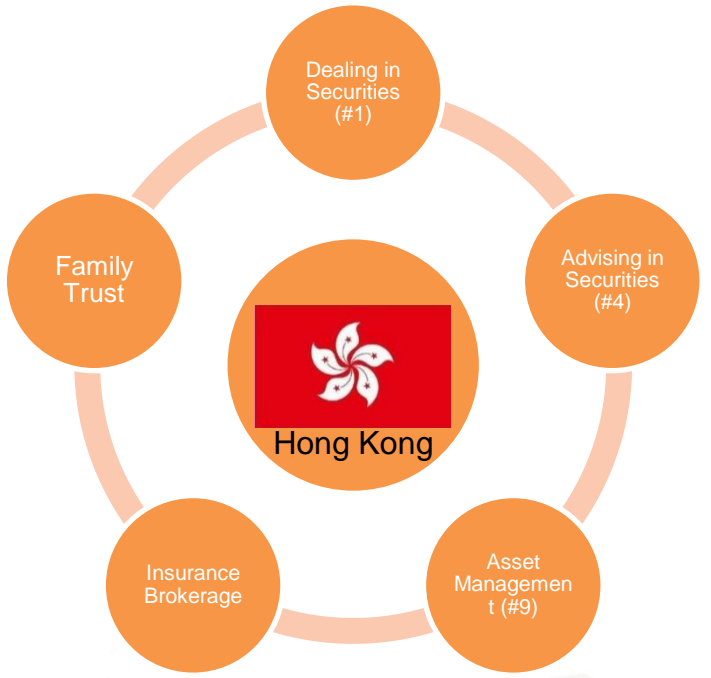 Dealing in
Securities
(#1)
Advising in
Securities
(#4)
Asset
Managemen
t (#9)
Insurance
Brokerage
Family
Trust
Hong Kong